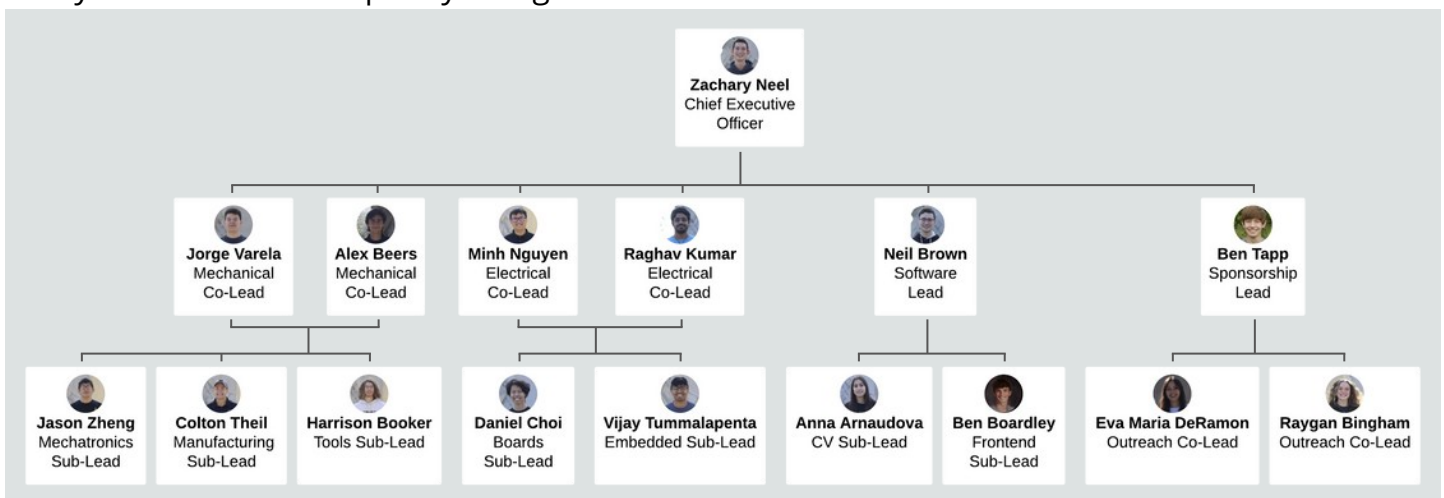 Zachary Neel
Chief Executive
Officer
Jorge Varela
Mechanical
Co-Lead
Alex Beers
Mechanical
Co-Lead
Minh Nguyen
Electrical
Co-Lead
Raghav Kumar
Electrical
Co-Lead
Neil Brown
Software
Lead
Ben Tapp
Sponsorship
Lead
Jason Zheng
Mechatronics
Sub-Lead
Colton Theil
Manufacturing
Sub-Lead
Harrison Booker
Tools Sub-Lead
Daniel Choi
Boards
Sub-Lead
Vijay Tummalapenta
Embedded Sub-Lead
Anna Arnaudova
CV Sub-Lead
Ben Boardley
Frontend
Sub-Lead
Eva Maria DeRamon
Outreach Co-Lead
Raygan Bingham
Outreach Co-Lead